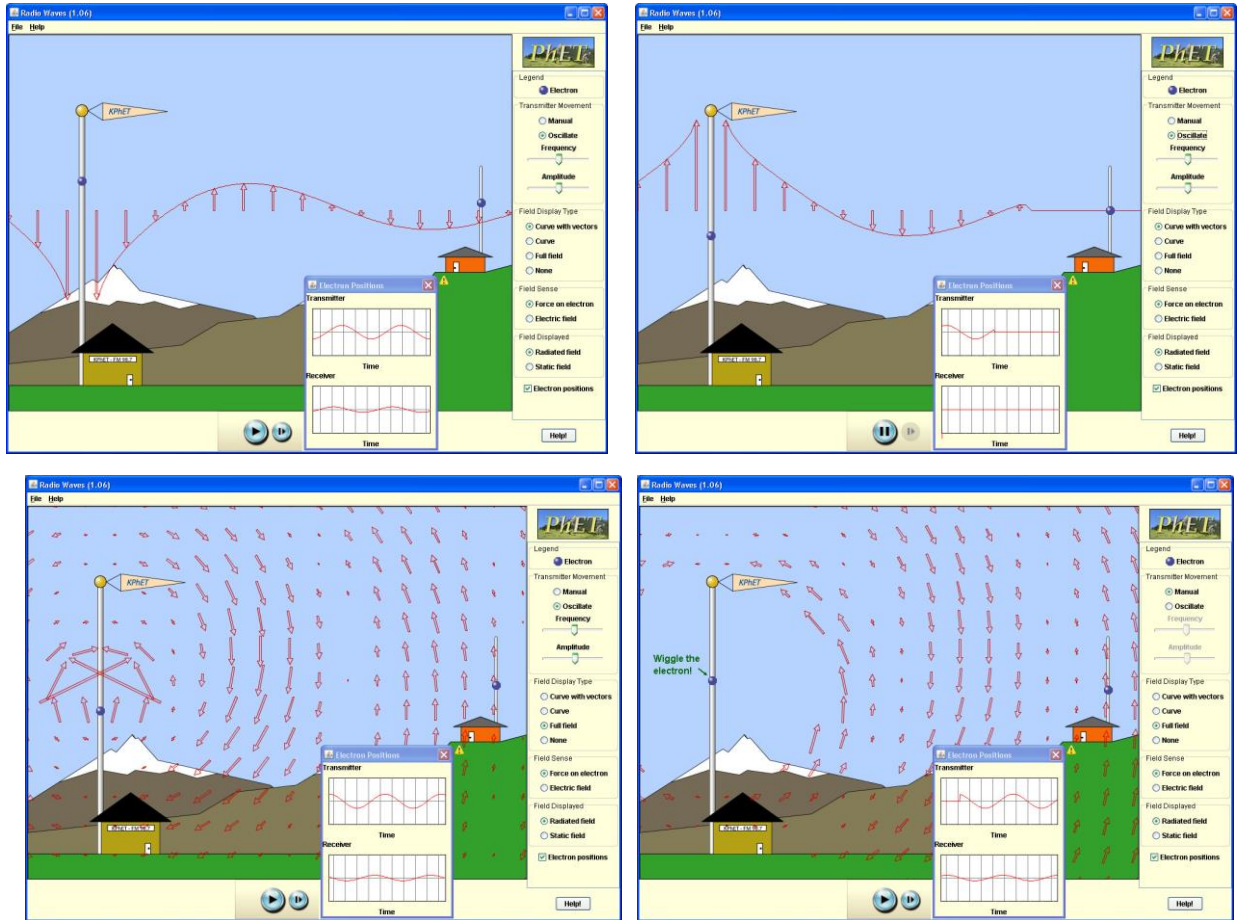 Radio Waves (1.06)
File Help
KPhET
PhET
Legend
Electron
Transmitter Movement
Manual
Oscillate
Frequency
Amplitude
Field Display Type
Curve with vectors
Curve
Full field
None
Field Sense
Force on electron
Electric field
Field Displayed
Radiated field
Static field
Electron positions
Electron Positions
Transmitter
Time
Receiver
Time
Help!
Radio Waves (1.06)
File Help
KPhET
PhET
Legend
Electron
Transmitter Movement
Manual
Oscillate
Frequency
Amplitude
Field Display Type
Curve with vectors
Curve
Full field
None
Field Sense
Force on electron
Electric field
Field Displayed
Radiated field
Static field
Electron positions
Electron Positions
Transmitter
Time
Receiver
Time
Help!
Radio Waves (1.06)
File Help
KPhET
PhET
Legend
Electron
Transmitter Movement
Manual
Oscillate
Frequency
Amplitude
Field Display Type
Curve with vectors
Curve
Full field
None
Field Sense
Force on electron
Electric field
Field Displayed
Radiated field
Static field
Electron positions
Electron Positions
Transmitter
Time
Receiver
Time
Help!
Radio Waves (1.06)
File Help
KPhET
PhET
Legend
Electron
Transmitter Movement
Manual
Oscillate
Frequency
Amplitude
Wiggle the
electron!
Field Display Type
Curve with vectors
Curve
Full field
None
Field Sense
Force on electron
Electric field
Field Displayed
Radiated field
Static field
Electron positions
Electron Positions
Transmitter
Time
Receiver
Time
Help!